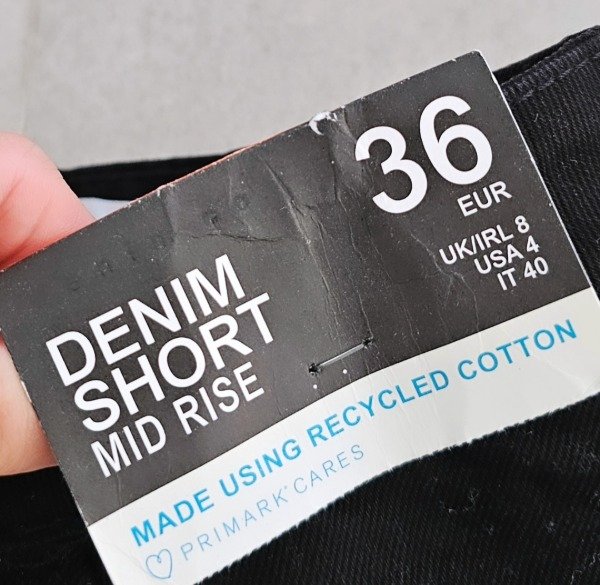 36
EUR
UK/IRL 8
USA 4
IT 40
DENIM
SHORT
MID RISE
MADE USING RECYCLED COTTON
PRIMARK CARES